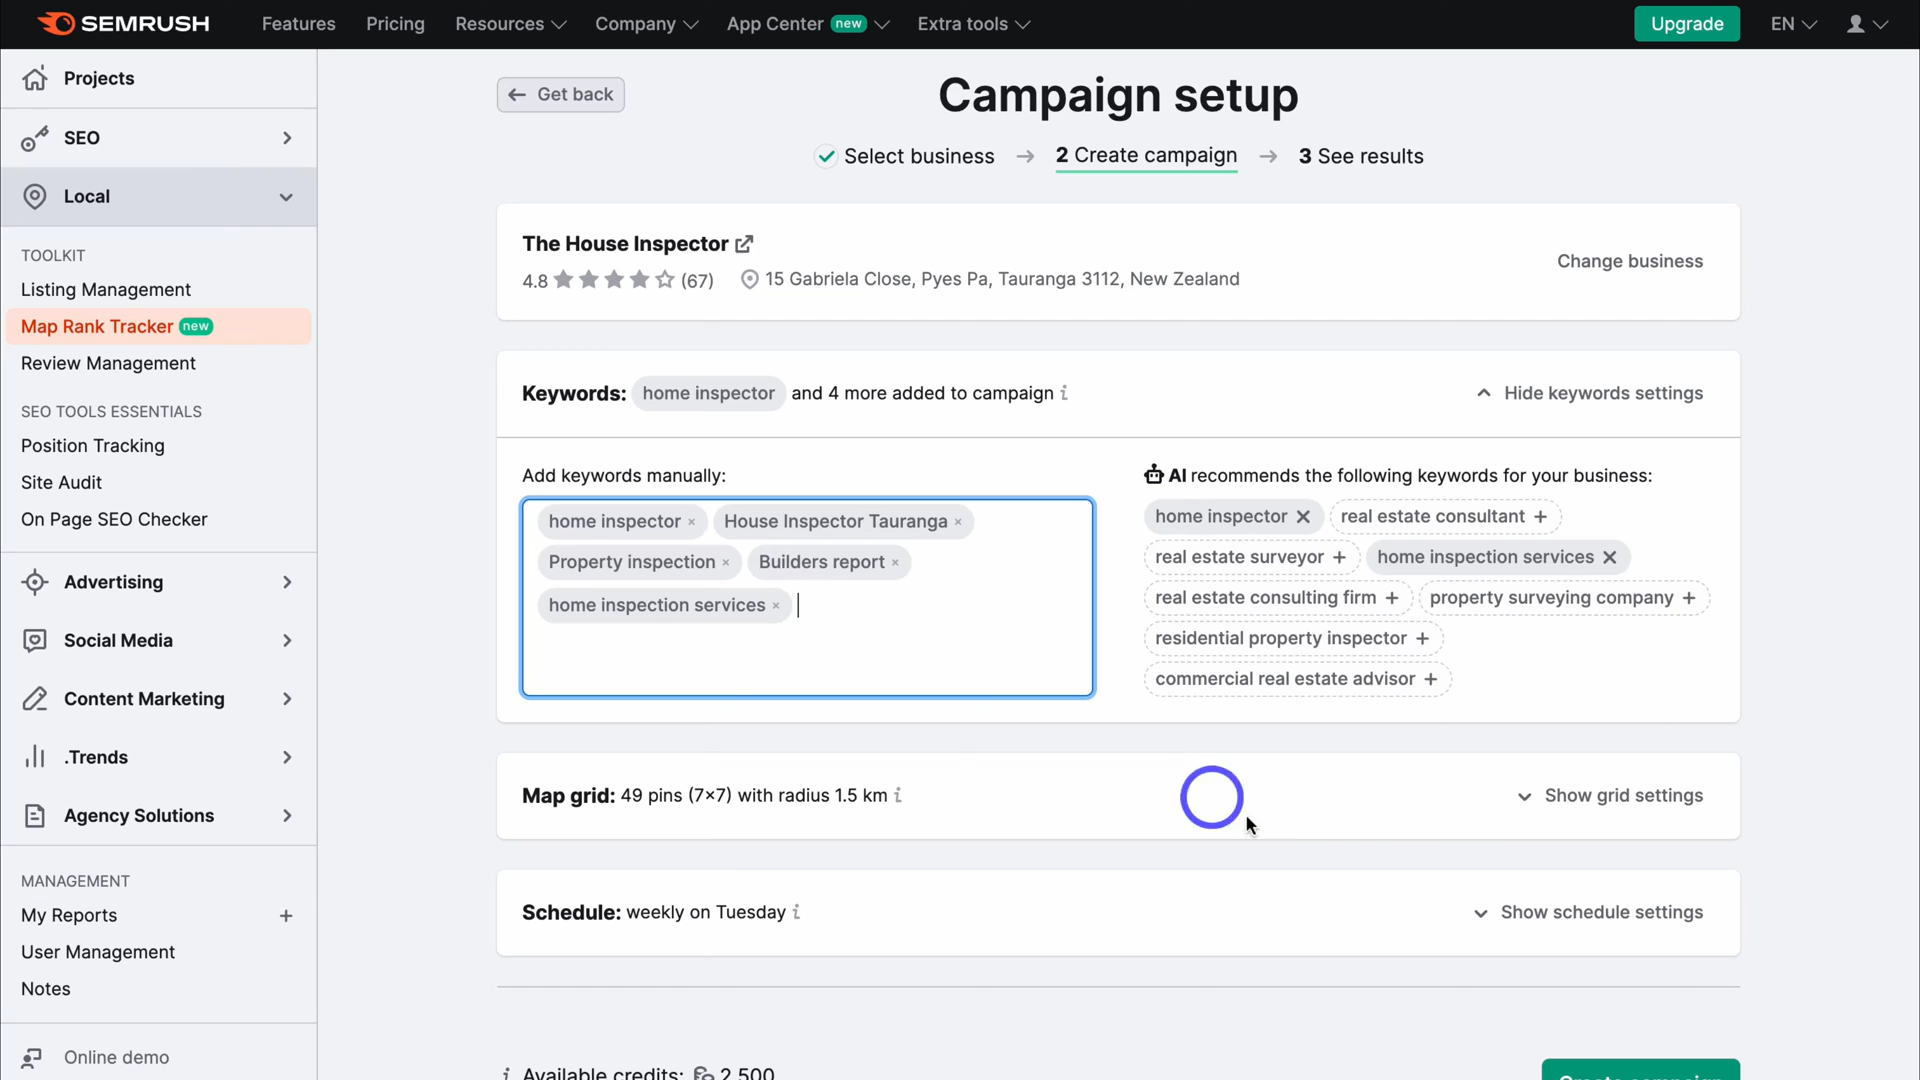 SEMRUSH Features Pricing Resources Company App Center new Extra tools Upgrade EN
Projects
SEO
Local
TOOLKIT
Listing Management
Map Rank Tracker new
Review Management
SEO TOOLS ESSENTIALS
Position Tracking
Site Audit
On Page SEO Checker
Advertising
Social Media
Content Marketing
.Trends
Agency Solutions
MANAGEMENT
My Reports +
User Management
Notes
Online demo
← Get back
Campaign setup
Select business → 2 Create campaign → 3 See results
The House Inspector
4.8 (67) 15 Gabriela Close, Pyes Pa, Tauranga 3112, New Zealand
Change business
Keywords: home inspector and 4 more added to campaign i
Hide keywords settings
Add keywords manually:
home inspector × House Inspector Tauranga ×
Property inspection × Builders report ×
home inspection services ×
AI recommends the following keywords for your business:
home inspector × real estate consultant +
real estate surveyor + home inspection services ×
real estate consulting firm + property surveying company +
residential property inspector +
commercial real estate advisor +
Map grid: 49 pins (7×7) with radius 1.5 km i
Show grid settings
Schedule: weekly on Tuesday i
Show schedule settings
i Available credits: 2,500
Create campaign